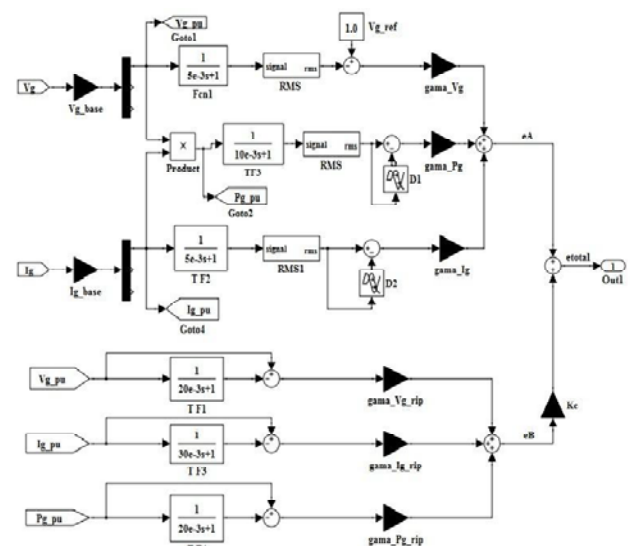 Vg_pu
Goto1
1.0
Vg_ref
Vg
Vg_base
1
5e-3s+1
Fcn1
signal rms
RMS
gama_Vg
X
Product
1
10e-3s+1
TF3
signal rms
RMS
D1
gama_Pg
eA
Pg_pu
Goto2
Ig
Ig_base
1
5e-3s+1
TF2
signal rms
RMS1
D2
gama_Ig
Ig_pu
Goto4
etotal
1
Out1
Vg_pu
1
20e-3s+1
TF1
gama_Vg_rip
Ig_pu
1
30e-3s+1
TF3
gama_Ig_rip
eB
Kc
Pg_pu
1
20e-3s+1
gama_Pg_rip